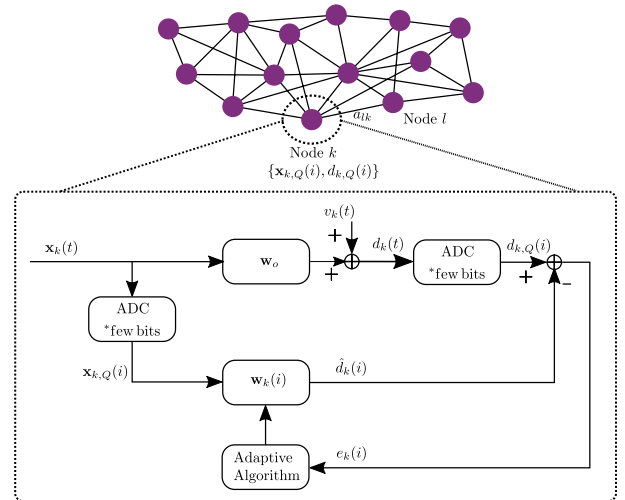 a_{lk}
Node l
Node k
{x_{k,Q}(i), d_{k,Q}(i)}
v_k(t)
x_k(t)
+
d_k(t)
d_{k,Q}(i)
w_o
ADC
*few bits
+
+
−
ADC
*few bits
x_{k,Q}(i)
w_k(i)
d̂_k(i)
Adaptive
Algorithm
e_k(i)